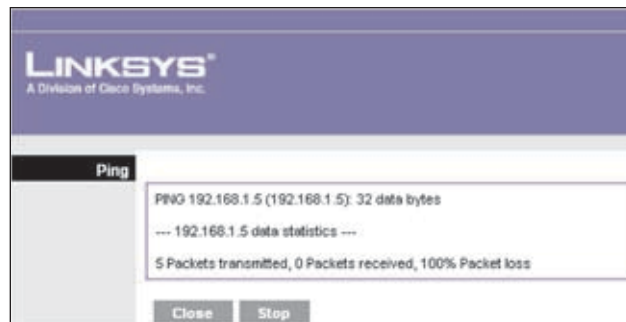 LINKSYS®
A Division of Cisco Systems, Inc.
Ping
PING 192.168.1.5 (192.168.1.5): 32 data bytes
--- 192.168.1.5 data statistics ---
5 Packets transmitted, 0 Packets received, 100% Packet loss
Close Stop